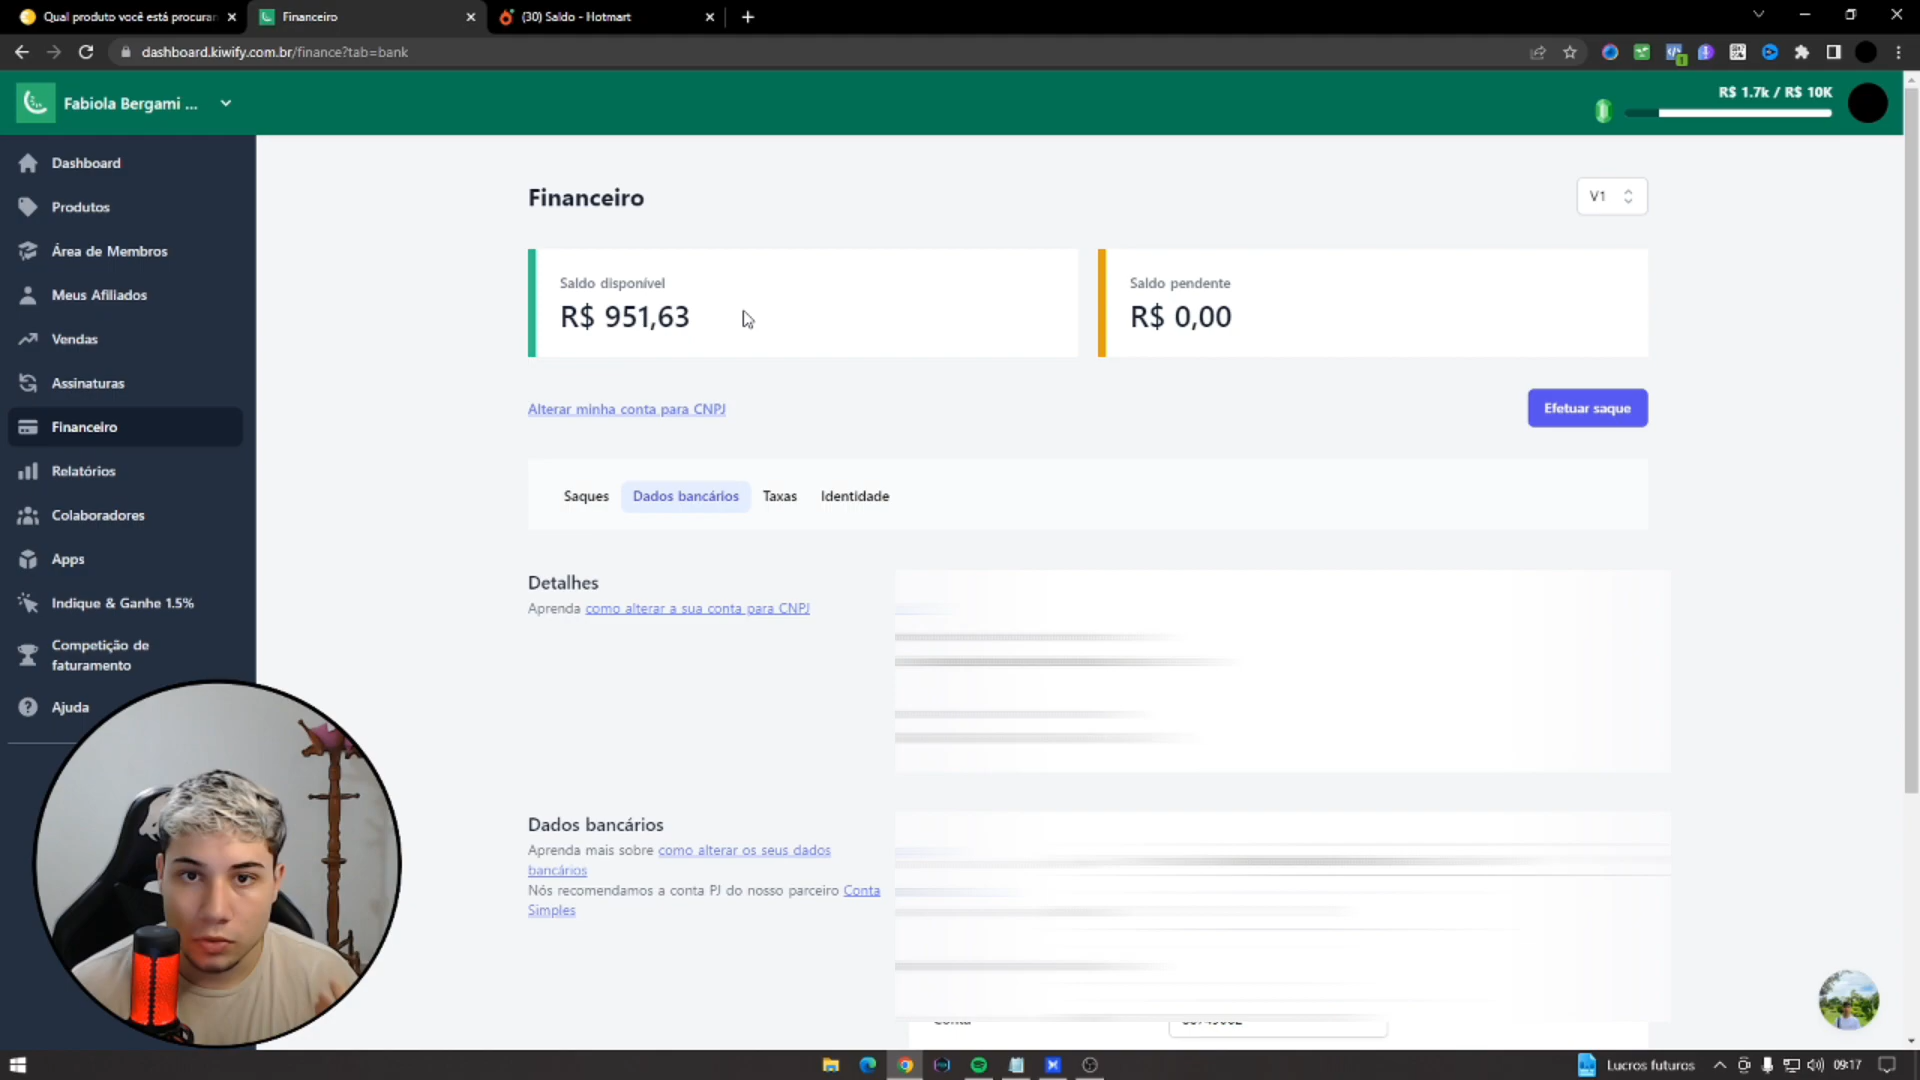 Qual produto você está procurar
Financeiro
(30) Saldo - Hotmart
dashboard.kiwify.com.br/finance?tab=bank
Fabiola Bergami ...
R$ 1.7k / R$ 10K
Dashboard
Produtos
Área de Membros
Meus Afiliados
Vendas
Assinaturas
Financeiro
Relatórios
Colaboradores
Apps
Indique & Ganhe 1.5%
Competição de
faturamento
Ajuda
Financeiro
V1
Saldo disponível
R$ 951,63
Saldo pendente
R$ 0,00
Alterar minha conta para CNPJ
Efetuar saque
Saques
Dados bancários
Taxas
Identidade
Detalhes
Aprenda como alterar a sua conta para CNPJ
Dados bancários
Aprenda mais sobre como alterar os seus dados
bancários
Nós recomendamos a conta PJ do nosso parceiro Conta
Simples
Conta
Lucros futuros
09:17